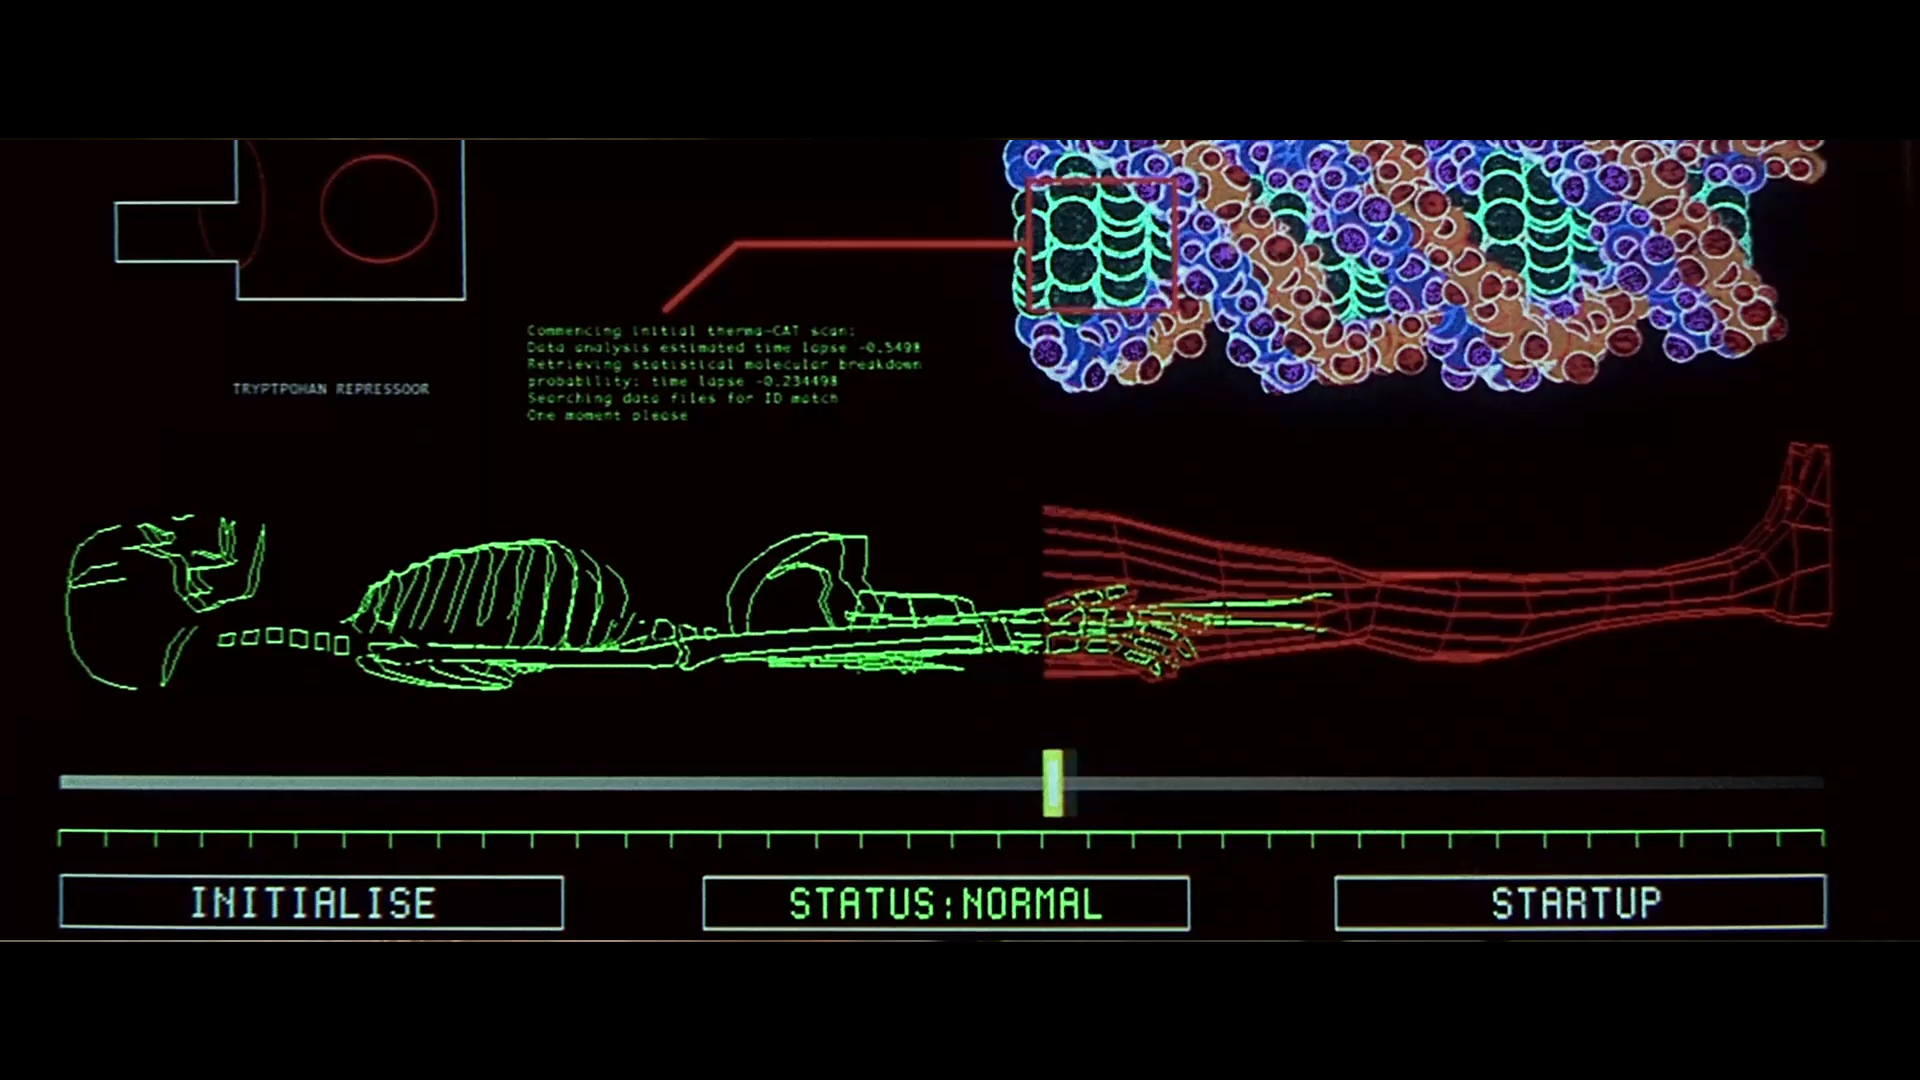 Commencing initial therma-CAT scan:
Data analysis estimated time lapse -0.5498
Retrieving statistical molecular breakdown
probability: time lapse -0.234498
Searching data files for ID match
One moment please
TRYPTPOHAN REPRESSOOR
INITIALISE
STATUS:NORMAL
STARTUP